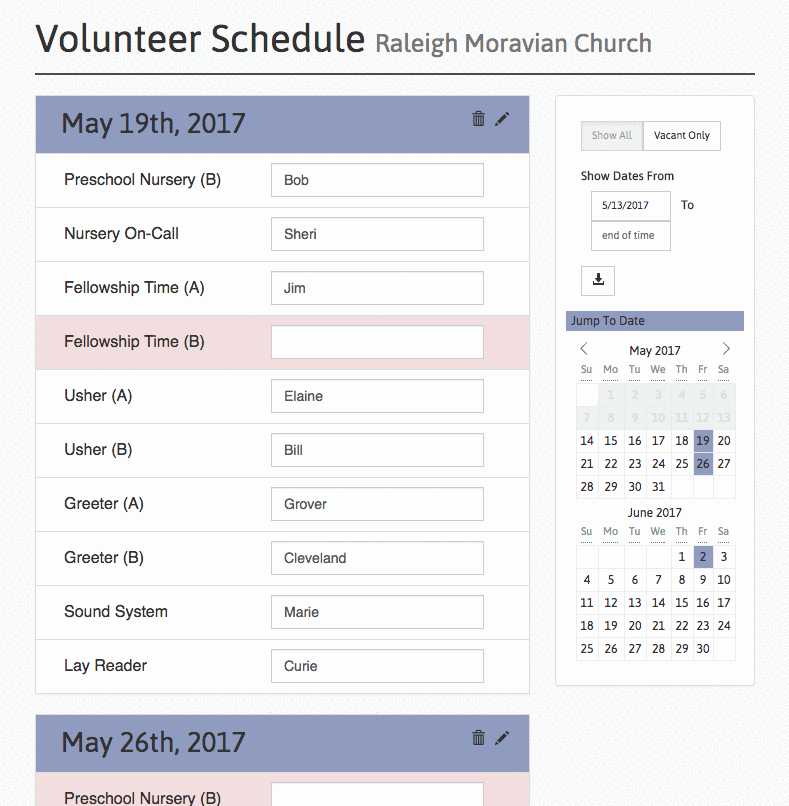 Volunteer Schedule Raleigh Moravian Church
May 19th, 2017
Preschool Nursery (B) Bob
Nursery On-Call Sheri
Fellowship Time (A) Jim
Fellowship Time (B)
Usher (A) Elaine
Usher (B) Bill
Greeter (A) Grover
Greeter (B) Cleveland
Sound System Marie
Lay Reader Curie
May 26th, 2017
Preschool Nursery (B)
Show All Vacant Only
Show Dates From
5/13/2017 To
end of time
Jump To Date
May 2017
Su Mo Tu We Th Fr Sa
1 2 3 4 5 6
7 8 9 10 11 12 13
14 15 16 17 18 19 20
21 22 23 24 25 26 27
28 29 30 31
June 2017
Su Mo Tu We Th Fr Sa
1 2 3
4 5 6 7 8 9 10
11 12 13 14 15 16 17
18 19 20 21 22 23 24
25 26 27 28 29 30